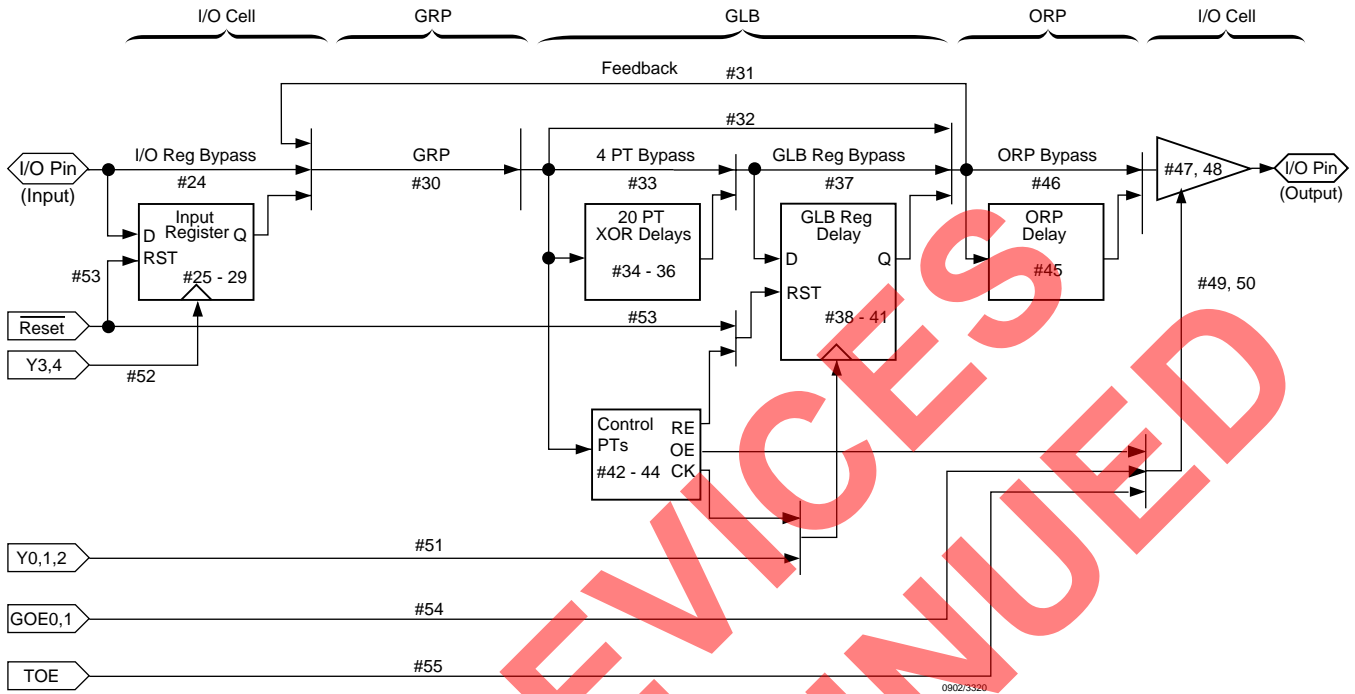 I/O Cell
GRP
GLB
ORP
I/O Cell
Feedback
#31
#32
I/O Pin
(Input)
I/O Reg Bypass
#24
GRP
#30
4 PT Bypass
#33
GLB Reg Bypass
#37
ORP Bypass
#46
#47, 48
I/O Pin
(Output)
Input
Register
D
Q
RST
#25 - 29
20 PT
XOR Delays
#34 - 36
GLB Reg
Delay
D
Q
RST
#38 - 41
ORP
Delay
#45
#53
#49, 50
Reset
#53
Y3,4
#52
Control
PTs
RE
OE
CK
#42 - 44
Y0,1,2
#51
GOE0,1
#54
TOE
#55
0902/3320
EVICES
NUED